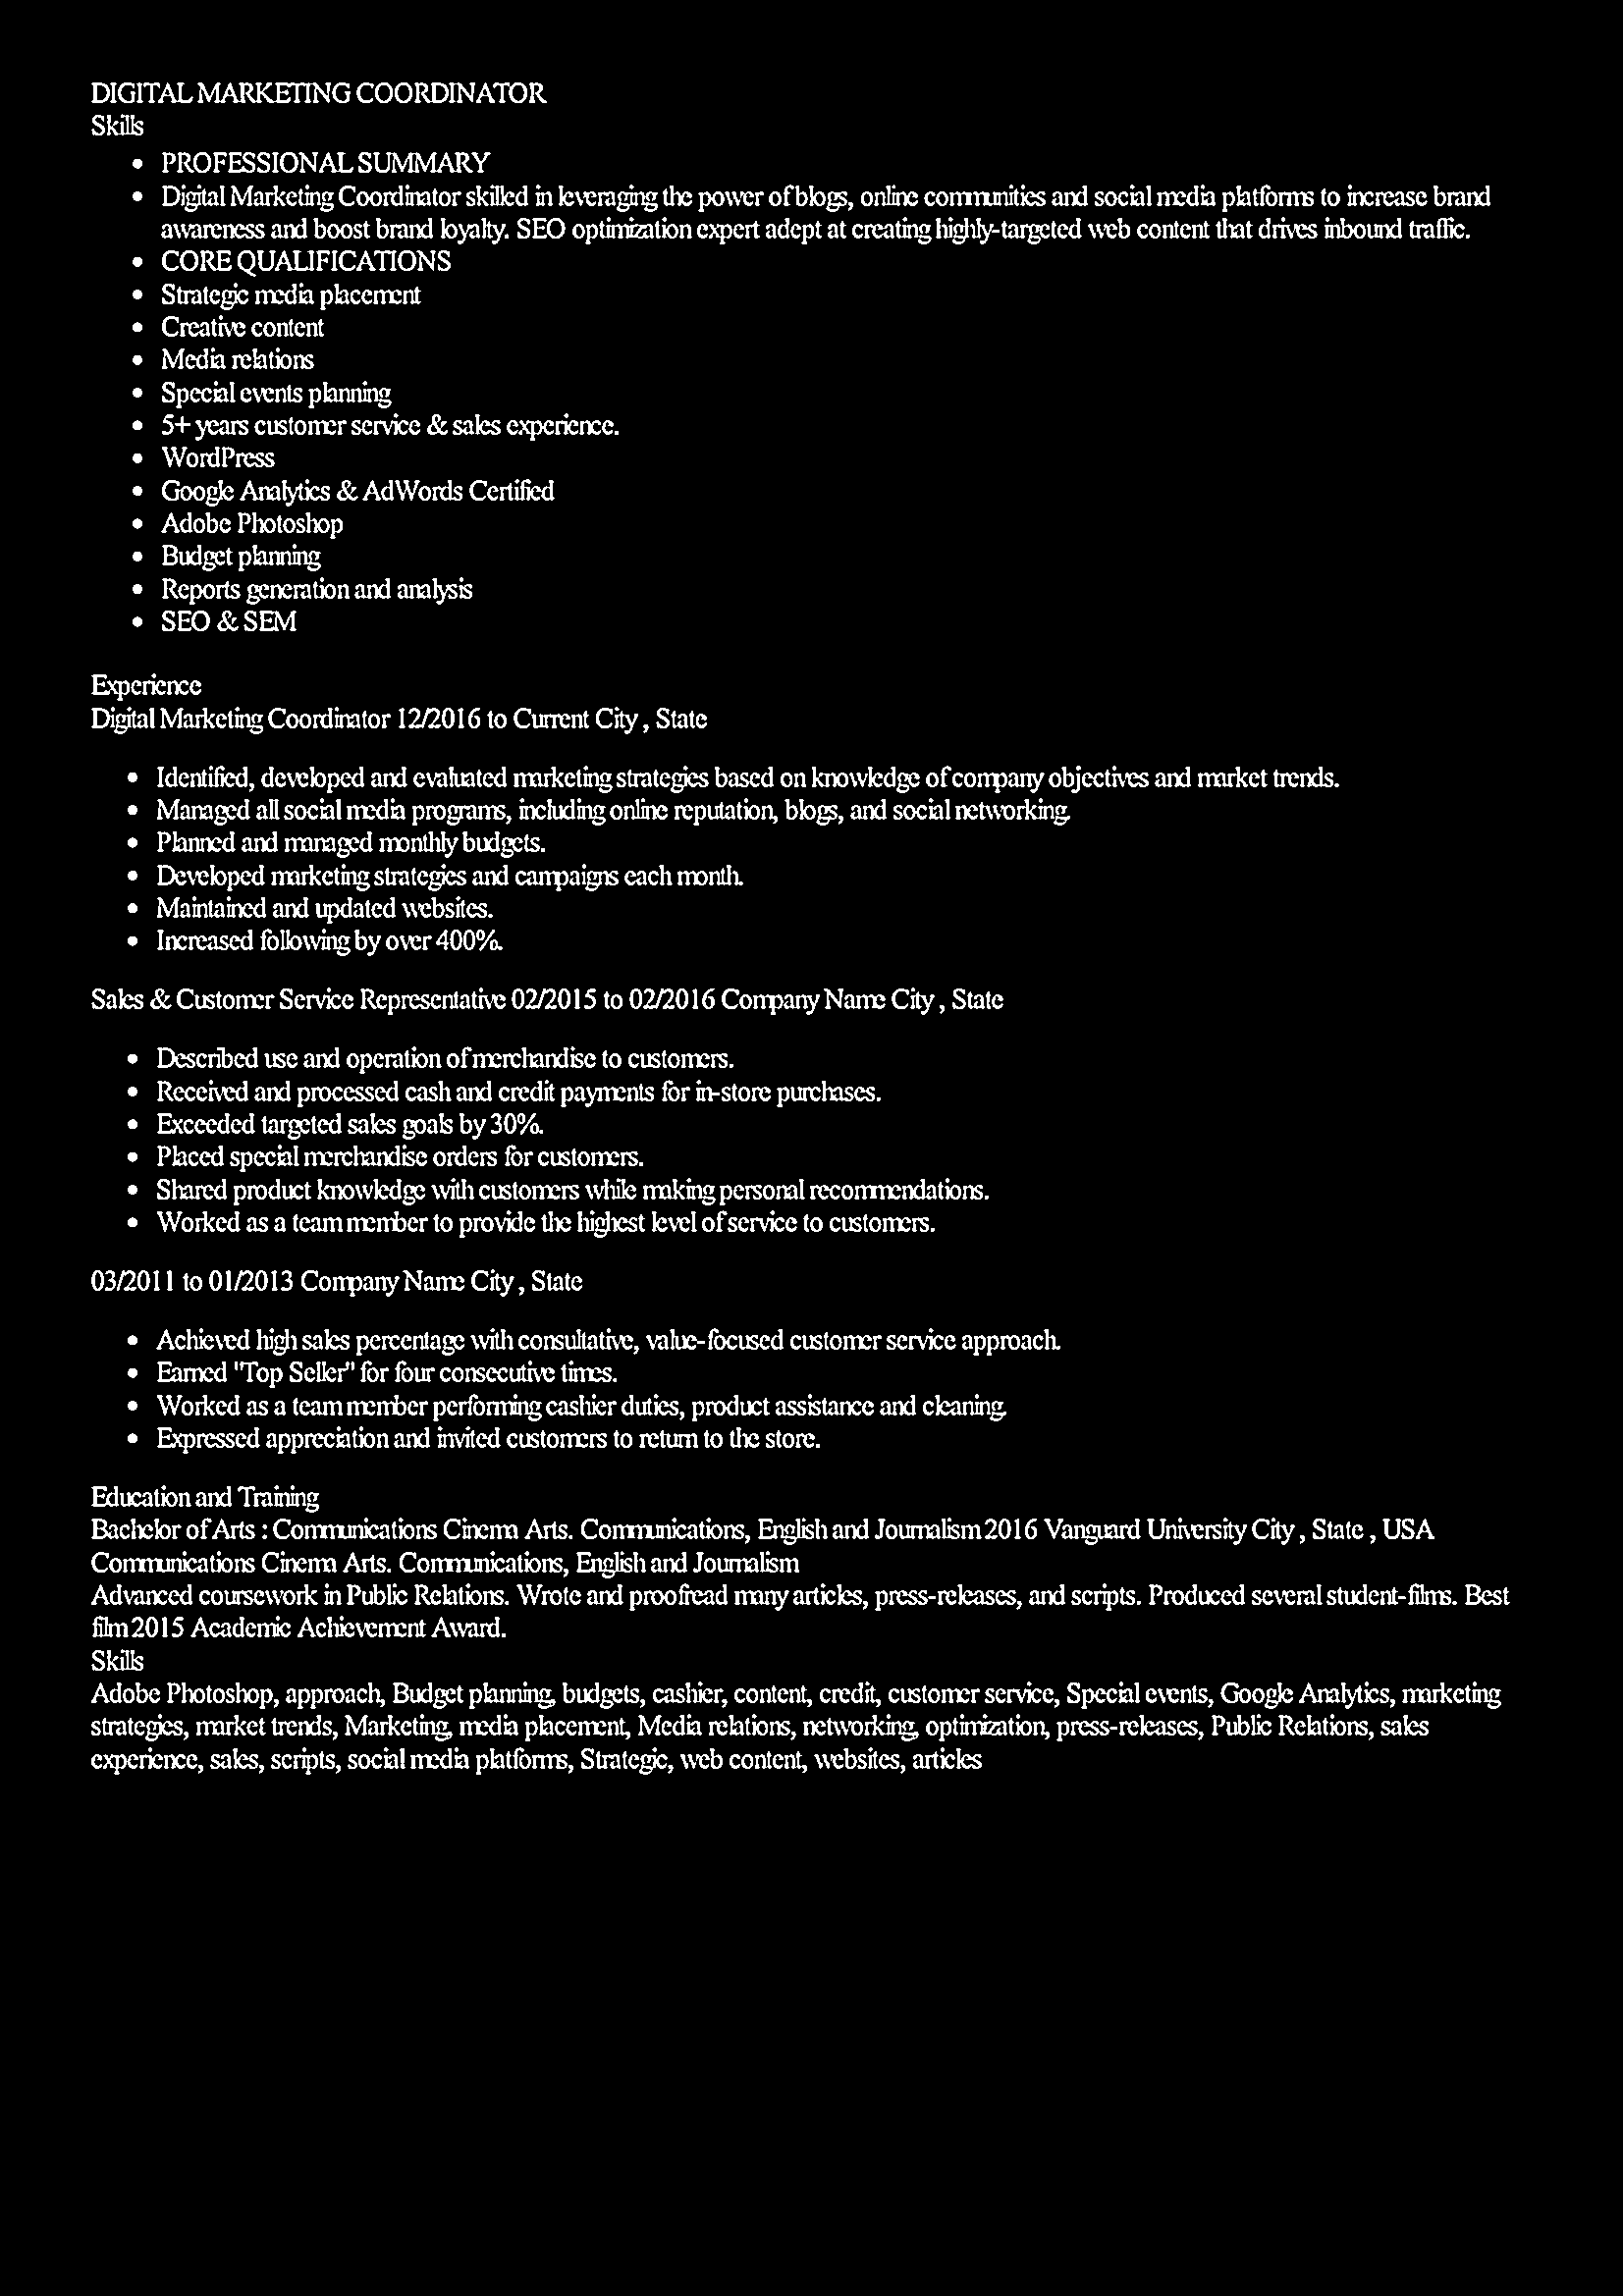 DIGITAL MARKETING COORDINATOR
Skills
• PROFESSIONAL SUMMARY
• Digital Marketing Coordinator skilled in leveraging the power of blogs, online communities and social media platforms to increase brand
awareness and boost brand loyalty. SEO optimization expert adept at creating highly-targeted web content that drives inbound traffic.
• CORE QUALIFICATIONS
• Strategic media placement
• Creative content
• Media relations
• Special events planning
• 5+ years customer service & sales experience.
• WordPress
• Google Analytics & AdWords Certified
• Adobe Photoshop
• Budget planning
• Reports generation and analysis
• SEO & SEM
Experience
Digital Marketing Coordinator 12/2016 to Current City , State
• Identified, developed and evaluated marketing strategies based on knowledge of company objectives and market trends.
• Managed all social media programs, including online reputation, blogs, and social networking.
• Planned and managed monthly budgets.
• Developed marketing strategies and campaigns each month.
• Maintained and updated websites.
• Increased following by over 400%.
Sales & Customer Service Representative 02/2015 to 02/2016 Company Name City , State
• Described use and operation of merchandise to customers.
• Received and processed cash and credit payments for in-store purchases.
• Exceeded targeted sales goals by 30%.
• Placed special merchandise orders for customers.
• Shared product knowledge with customers while making personal recommendations.
• Worked as a team member to provide the highest level of service to customers.
03/2011 to 01/2013 Company Name City , State
• Achieved high sales percentage with consultative, value-focused customer service approach.
• Earned "Top Seller" for four consecutive times.
• Worked as a team member performing cashier duties, product assistance and cleaning.
• Expressed appreciation and invited customers to return to the store.
Education and Training
Bachelor of Arts : Communications Cinema Arts. Communications, English and Journalism 2016 Vanguard University City , State , USA
Communications Cinema Arts. Communications, English and Journalism
Advanced coursework in Public Relations. Wrote and proofread many articles, press-releases, and scripts. Produced several student-films. Best
film 2015 Academic Achievement Award.
Skills
Adobe Photoshop, approach, Budget planning, budgets, cashier, content, credit, customer service, Special events, Google Analytics, marketing
strategies, market trends, Marketing, media placement, Media relations, networking, optimization, press-releases, Public Relations, sales
experience, sales, scripts, social media platforms, Strategic, web content, websites, articles